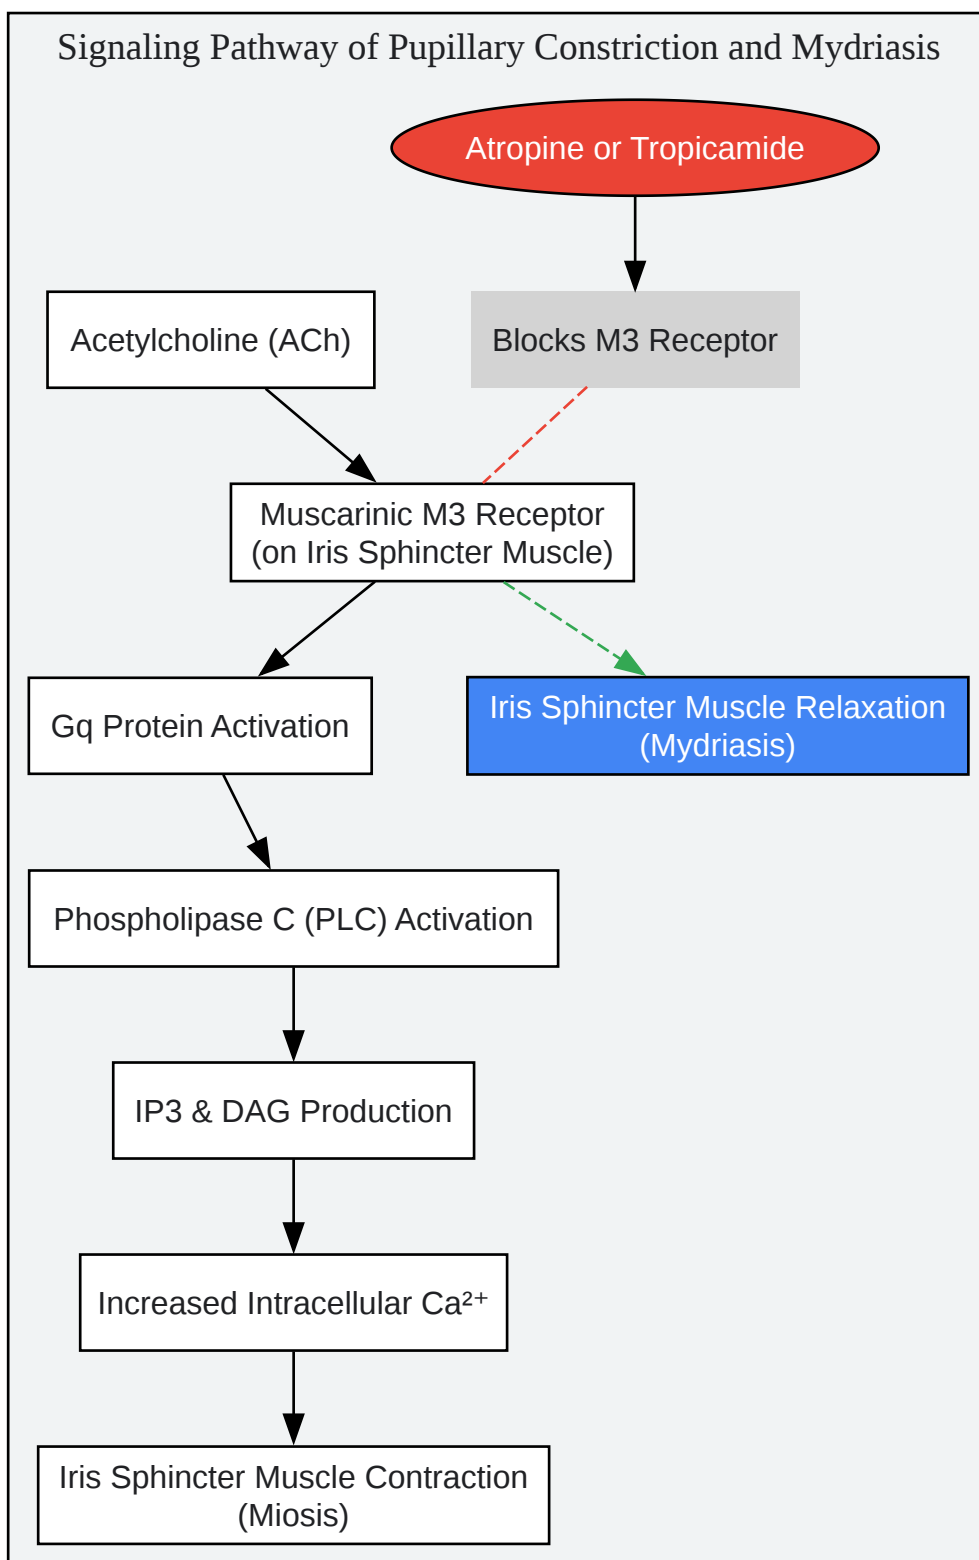 Signaling Pathway of Pupillary Constriction and Mydriasis
Atropine or Tropicamide
Acetylcholine (ACh)
Blocks M3 Receptor
Muscarinic M3 Receptor
(on Iris Sphincter Muscle)
Gq Protein Activation
Iris Sphincter Muscle Relaxation
(Mydriasis)
Phospholipase C (PLC) Activation
IP3 & DAG Production
Increased Intracellular Ca²⁺
Iris Sphincter Muscle Contraction
(Miosis)